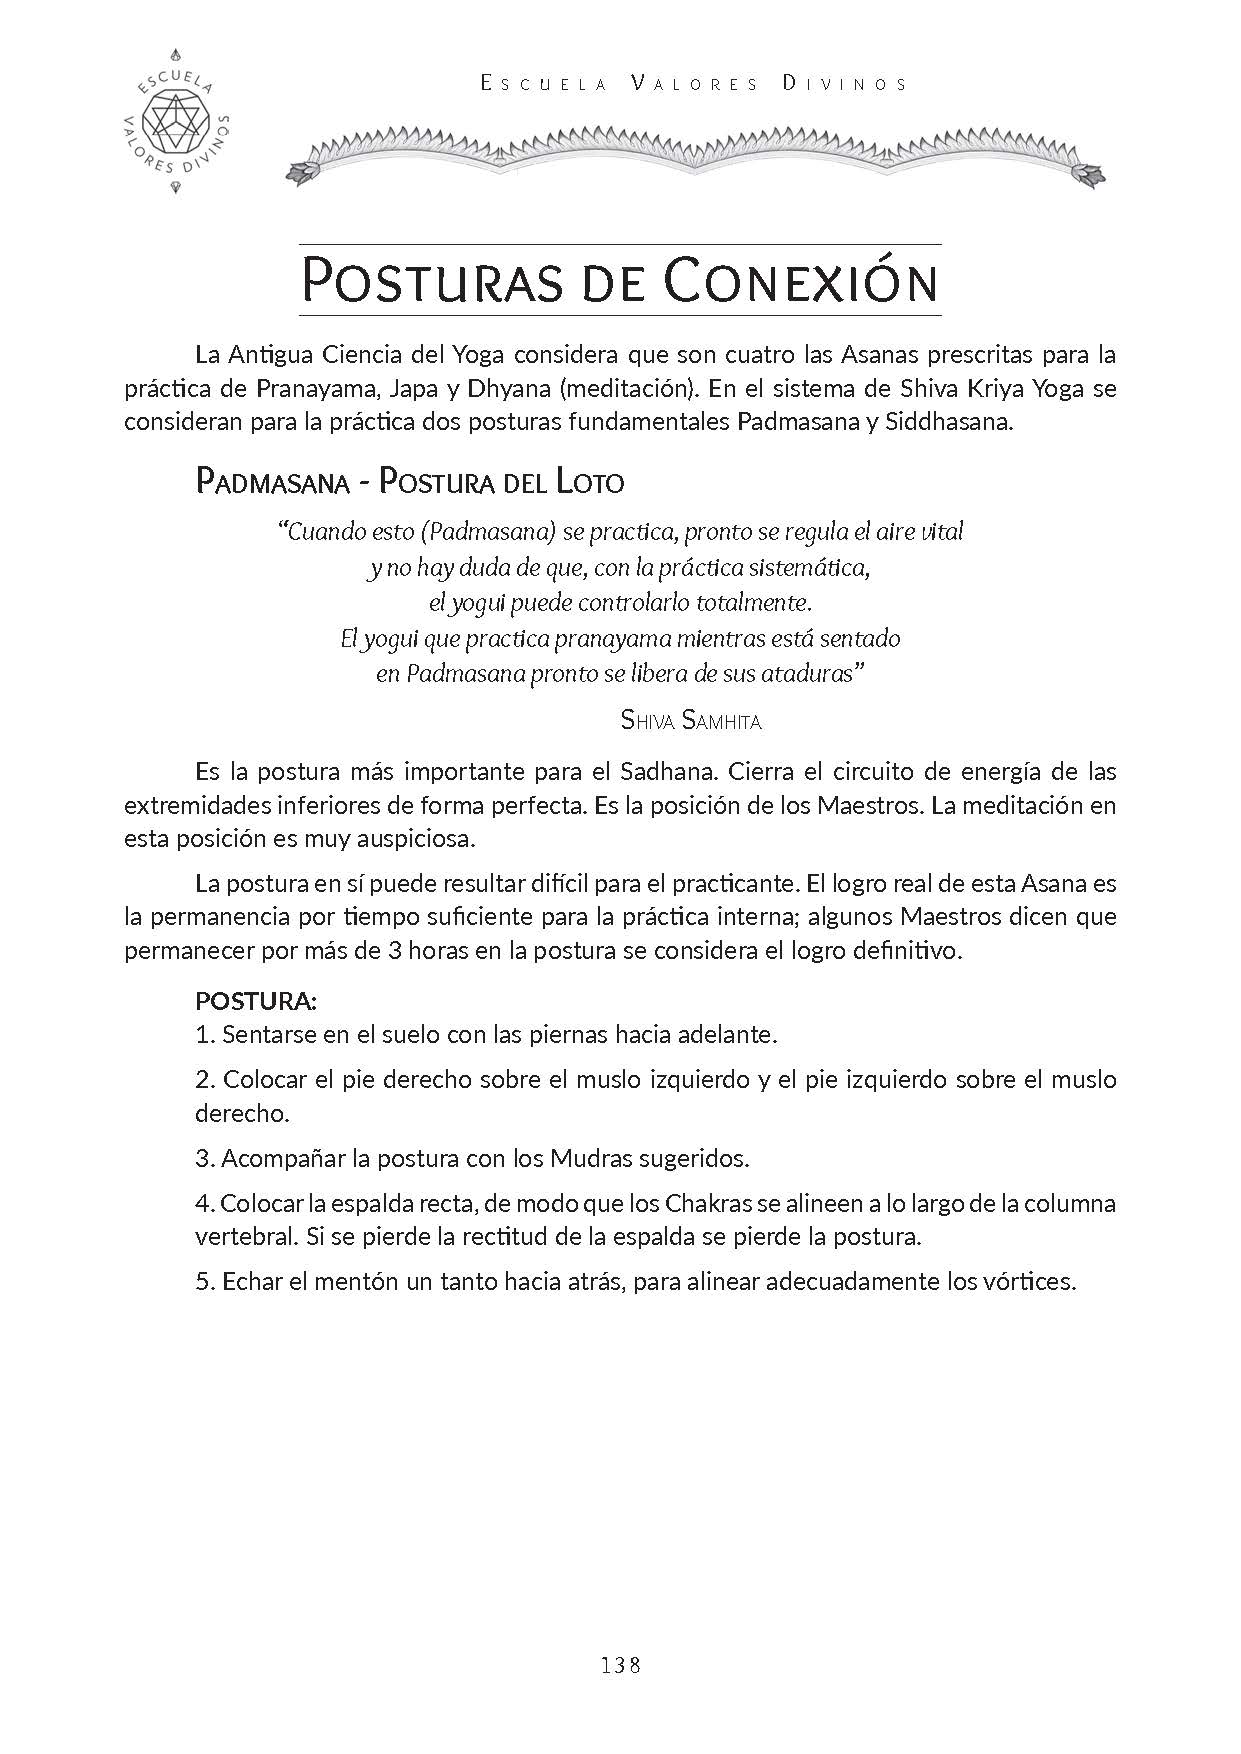 ESCUELA VALORES DIVINOS
Escuela Valores Divinos
Posturas de Conexión
La Antigua Ciencia del Yoga considera que son cuatro las Asanas prescritas para la
práctica de Pranayama, Japa y Dhyana (meditación). En el sistema de Shiva Kriya Yoga se
consideran para la práctica dos posturas fundamentales Padmasana y Siddhasana.
Padmasana - Postura del Loto
“Cuando esto (Padmasana) se practica, pronto se regula el aire vital
y no hay duda de que, con la práctica sistemática,
el yogui puede controlarlo totalmente.
El yogui que practica pranayama mientras está sentado
en Padmasana pronto se libera de sus ataduras”
Shiva Samhita
Es la postura más importante para el Sadhana. Cierra el circuito de energía de las
extremidades inferiores de forma perfecta. Es la posición de los Maestros. La meditación en
esta posición es muy auspiciosa.
La postura en sí puede resultar difícil para el practicante. El logro real de esta Asana es
la permanencia por tiempo suficiente para la práctica interna; algunos Maestros dicen que
permanecer por más de 3 horas en la postura se considera el logro definitivo.
POSTURA:
1. Sentarse en el suelo con las piernas hacia adelante.
2. Colocar el pie derecho sobre el muslo izquierdo y el pie izquierdo sobre el muslo
derecho.
3. Acompañar la postura con los Mudras sugeridos.
4. Colocar la espalda recta, de modo que los Chakras se alineen a lo largo de la columna
vertebral. Si se pierde la rectitud de la espalda se pierde la postura.
5. Echar el mentón un tanto hacia atrás, para alinear adecuadamente los vórtices.
138